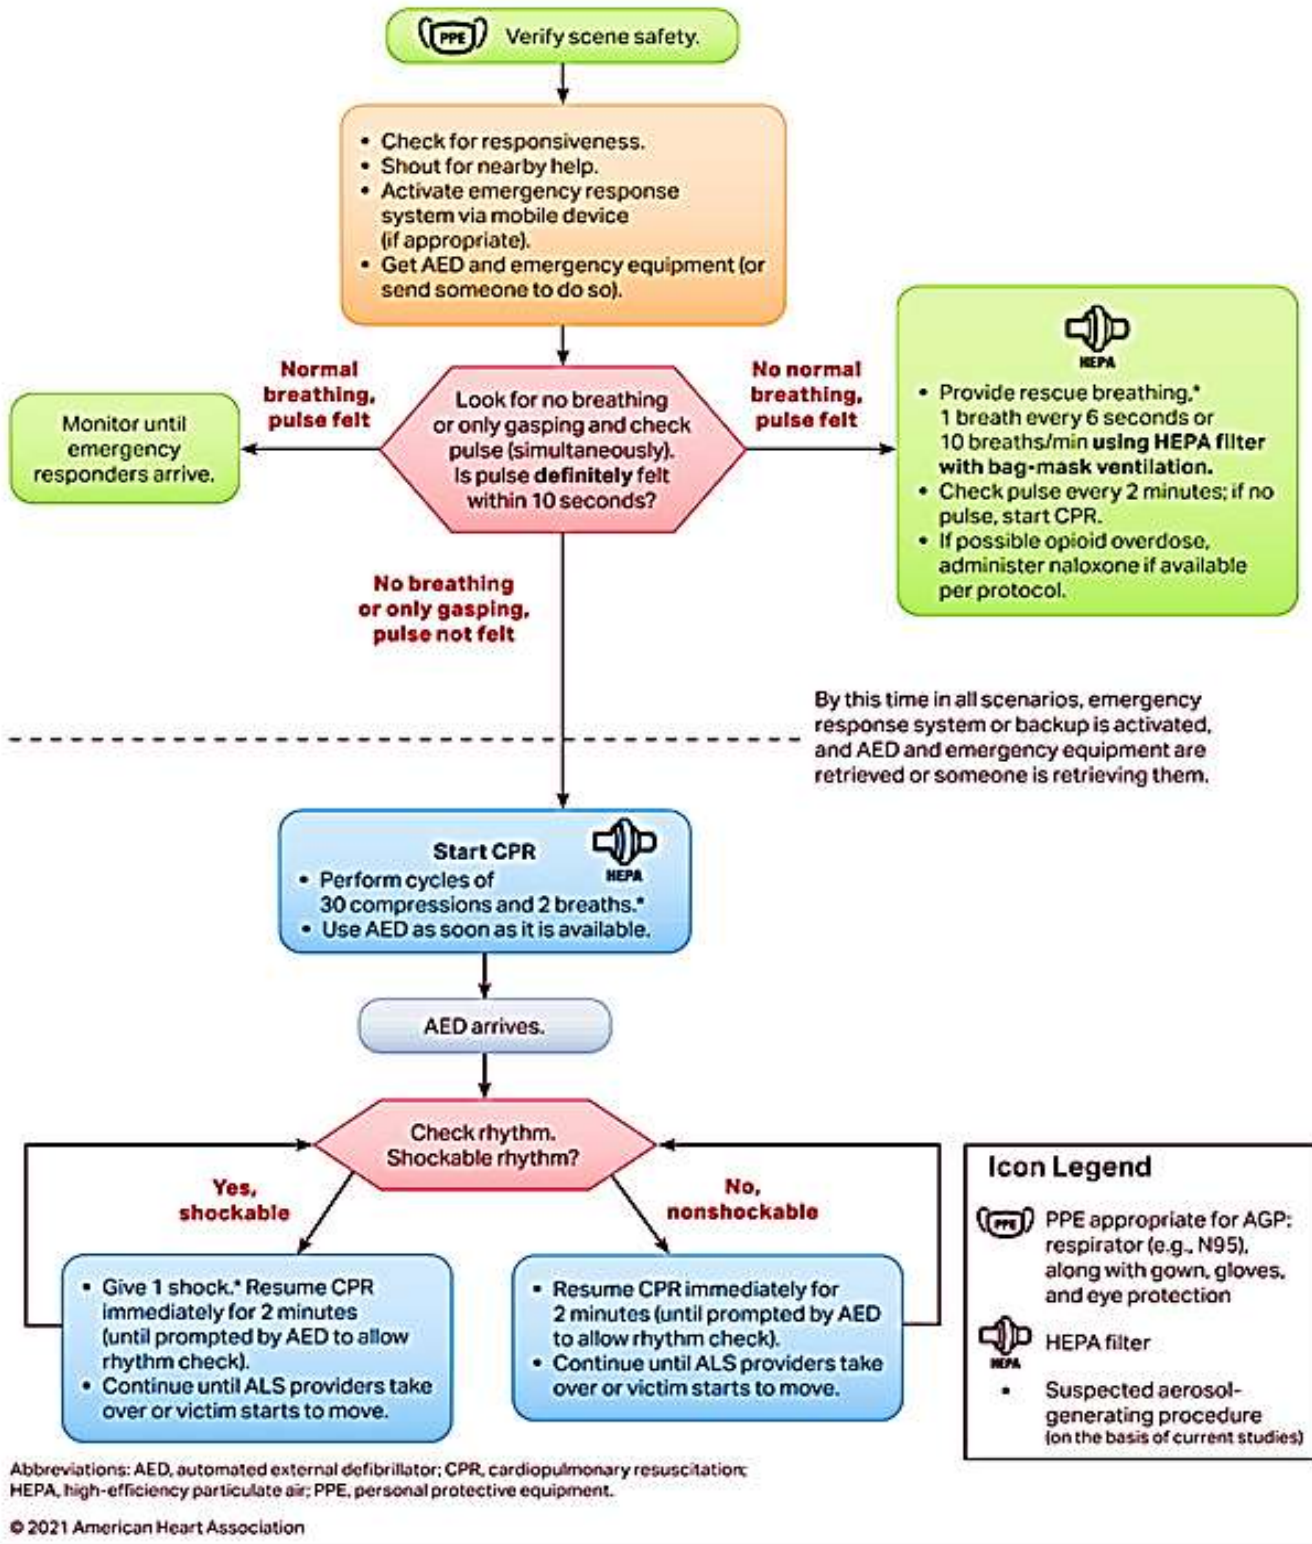 PPE Verify scene safety.
• Check for responsiveness.
• Shout for nearby help.
• Activate emergency response
system via mobile device
(if appropriate).
• Get AED and emergency equipment (or
send someone to do so).
Normal
breathing,
pulse felt
Monitor until
emergency
responders arrive.
Look for no breathing
or only gasping and check
pulse (simultaneously).
Is pulse definitely felt
within 10 seconds?
No normal
breathing,
pulse felt
HEPA
• Provide rescue breathing.*
1 breath every 6 seconds or
10 breaths/min using HEPA filter
with bag-mask ventilation.
• Check pulse every 2 minutes; if no
pulse, start CPR.
• If possible opioid overdose,
administer naloxone if available
per protocol.
No breathing
or only gasping,
pulse not felt
By this time in all scenarios, emergency
response system or backup is activated,
and AED and emergency equipment are
retrieved or someone is retrieving them.
Start CPR
HEPA
• Perform cycles of
30 compressions and 2 breaths.*
• Use AED as soon as it is available.
AED arrives.
Check rhythm.
Shockable rhythm?
Yes,
shockable
No,
nonshockable
• Give 1 shock.* Resume CPR
immediately for 2 minutes
(until prompted by AED to allow
rhythm check).
• Continue until ALS providers take
over or victim starts to move.
• Resume CPR immediately for
2 minutes (until prompted by AED
to allow rhythm check).
• Continue until ALS providers take
over or victim starts to move.
Icon Legend
PPE PPE appropriate for AGP:
respirator (e.g., N95),
along with gown, gloves,
and eye protection
HEPA HEPA filter
• Suspected aerosol-
generating procedure
(on the basis of current studies)
Abbreviations: AED, automated external defibrillator; CPR, cardiopulmonary resuscitation;
HEPA, high-efficiency particulate air; PPE, personal protective equipment.
© 2021 American Heart Association